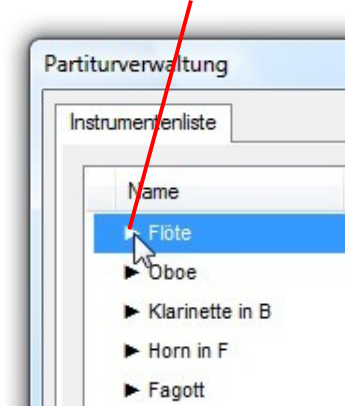 Partiturverwaltung
Instrumentenliste
Name
Flöte
Oboe
Klarinette in B
Horn in F
Fagott